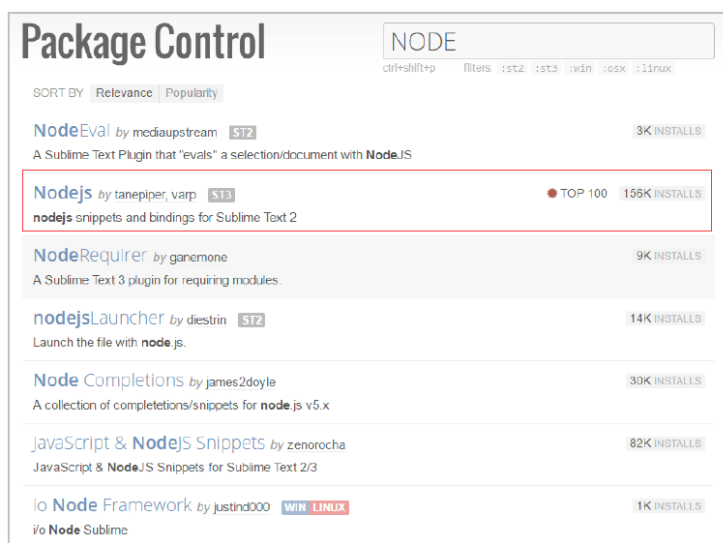 Package Control
NODE
ctrl+shift+p filters :st2 :st3 :win :osx :linux
SORT BY Relevance Popularity
NodeEval by mediaupstream ST2 3K INSTALLS
A Sublime Text Plugin that "evals" a selection/document with NodeJS
Nodejs by tanepiper, varp ST3 TOP 100 156K INSTALLS
nodejs snippets and bindings for Sublime Text 2
NodeRequirer by ganemone 9K INSTALLS
A Sublime Text 3 plugin for requiring modules.
nodejsLauncher by diestrin ST2 14K INSTALLS
Launch the file with node.js.
Node Completions by james2doyle 30K INSTALLS
A collection of completetions/snippets for node.js v5.x
JavaScript & NodeJS Snippets by zenorocha 82K INSTALLS
JavaScript & NodeJS Snippets for Sublime Text 2/3
Io Node Framework by justind000 WIN LINUX 1K INSTALLS
i/o Node Sublime